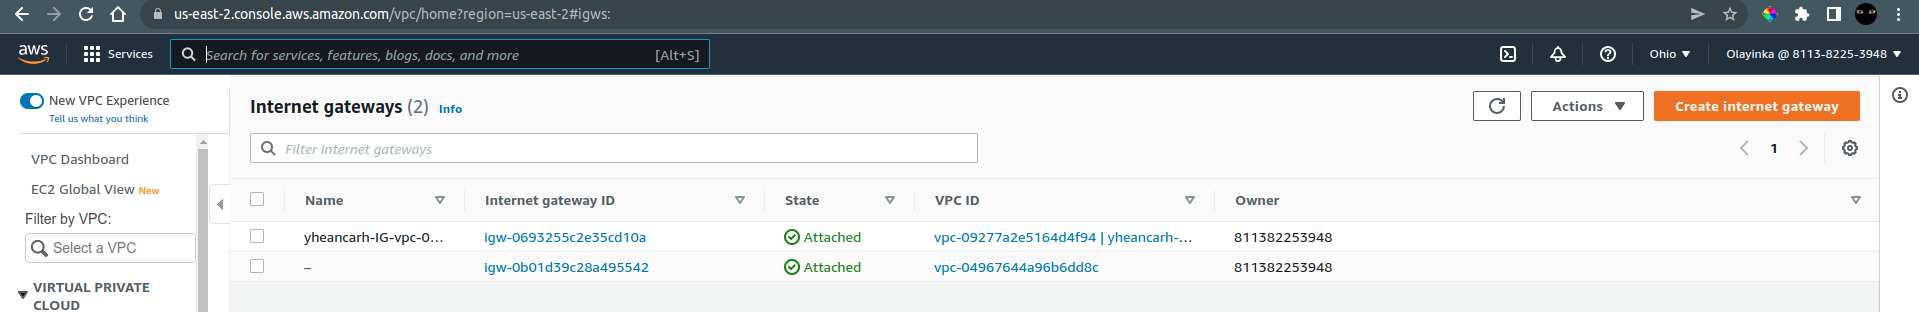 us-east-2.console.aws.amazon.com/vpc/home?region=us-east-2#igws:
aws Services Search for services, features, blogs, docs, and more [Alt+S] Ohio Olayinka @ 8113-8225-3948
New VPC Experience
Tell us what you think
VPC Dashboard
EC2 Global View New
Filter by VPC:
Select a VPC
VIRTUAL PRIVATE
CLOUD
Internet gateways (2) Info Actions Create internet gateway
Filter internet gateways 1
Name Internet gateway ID State VPC ID Owner
yheancarh-IG-vpc-0... igw-0693255c2e35cd10a Attached vpc-09277a2e5164d4f94 | yheancarh-... 811382253948
– igw-0b01d39c28a495542 Attached vpc-04967644a96b6dd8c 811382253948